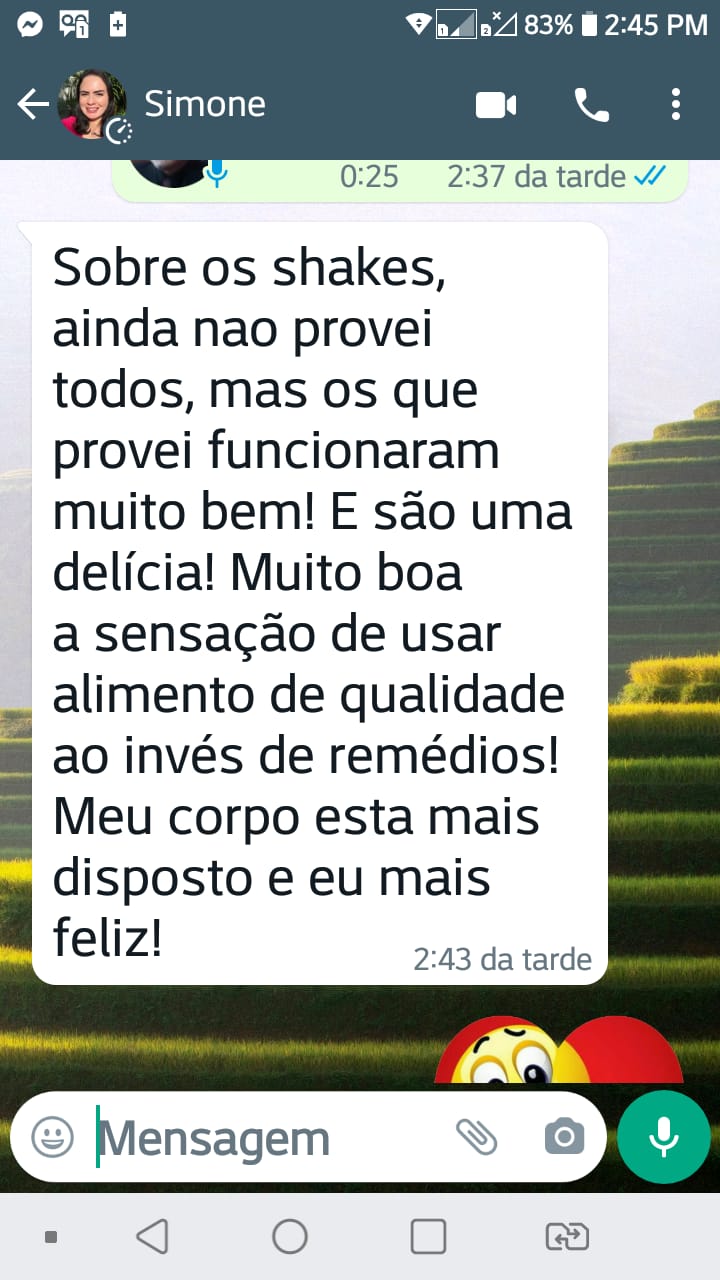 83% 2:45 PM
Simone
0:25 2:37 da tarde
Sobre os shakes,
ainda nao provei
todos, mas os que
provei funcionaram
muito bem! E são uma
delícia! Muito boa
a sensação de usar
alimento de qualidade
ao invés de remédios!
Meu corpo esta mais
disposto e eu mais
feliz!
2:43 da tarde
Mensagem